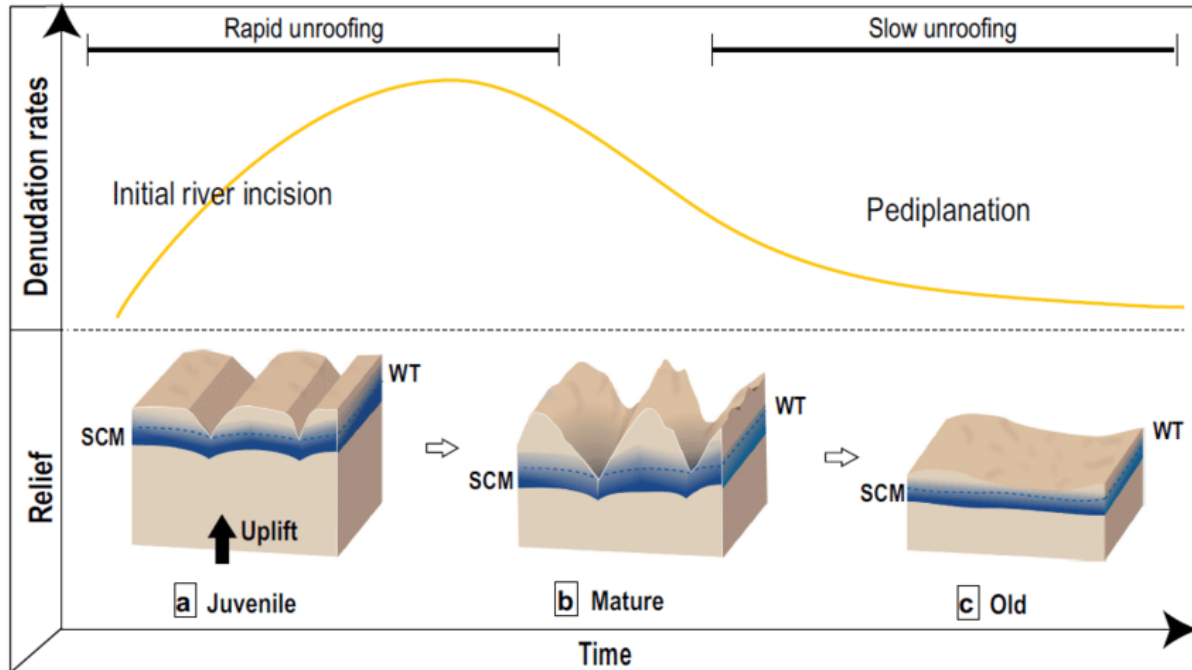 Rapid unroofing
Slow unroofing
Denudation rates
Initial river incision
Pediplanation
Relief
WT
SCM
Uplift
WT
SCM
WT
SCM
a Juvenile
b Mature
c Old
Time